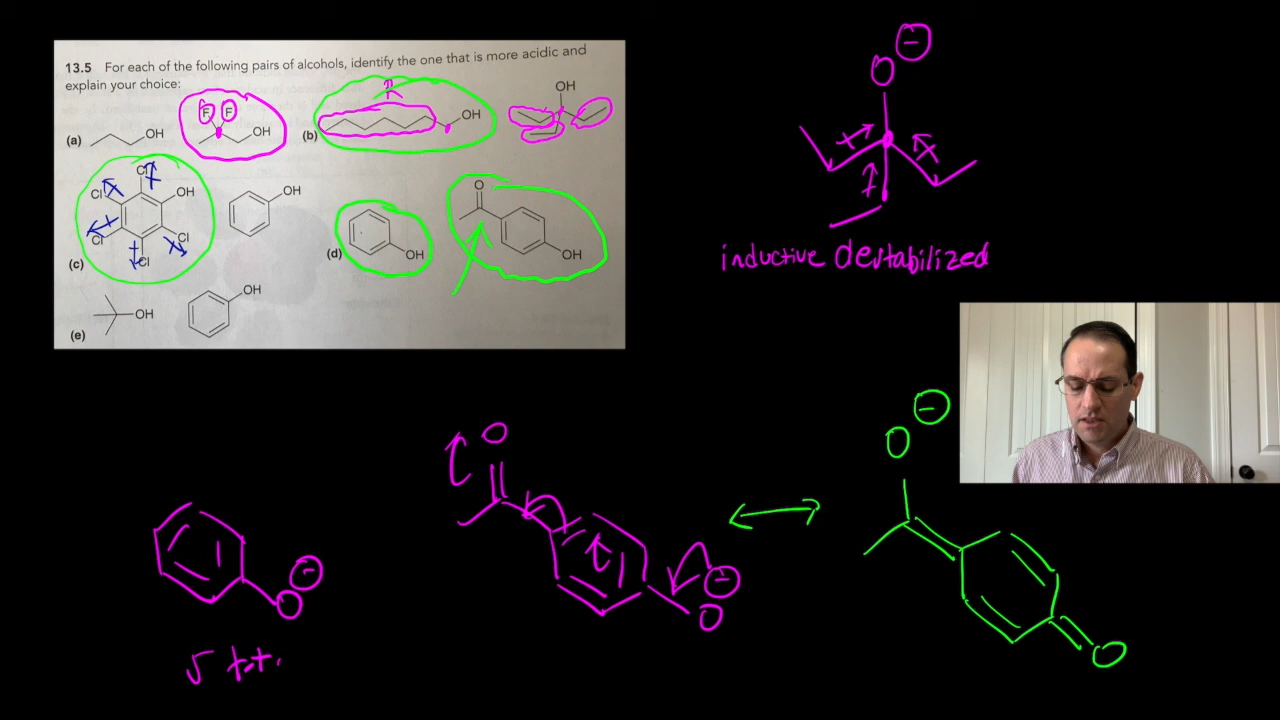 13.5 For each of the following pairs of alcohols, identify the one that is more acidic and
explain your choice:
(a) OH F F OH (b) OH OH
(c) Cl Cl Cl Cl Cl OH OH (d) OH O OH
(e) OH OH
O −
inductive destabilized
O −
5 tot.
O − O
O − O